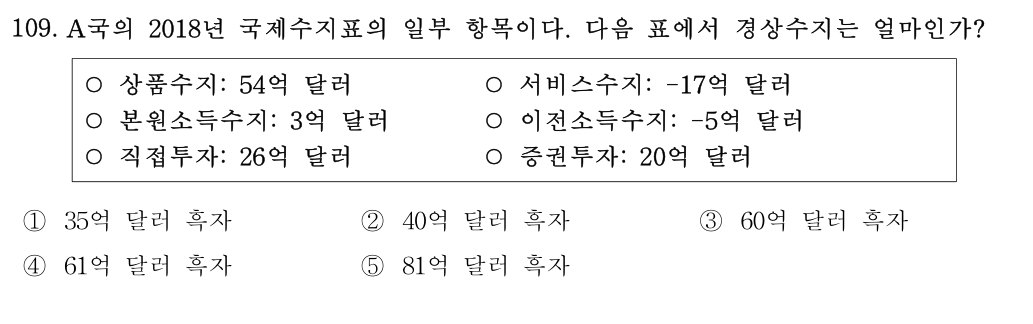 109. A국의 2018년 국제수지표의 일부 항목이다. 다음 표에서 경상수지는 얼마인가?
○ 상품수지: 54억 달러 ○ 서비스수지: -17억 달러
○ 본원소득수지: 3억 달러 ○ 이전소득수지: -5억 달러
○ 직접투자: 26억 달러 ○ 증권투자: 20억 달러
① 35억 달러 흑자 ② 40억 달러 흑자 ③ 60억 달러 흑자
④ 61억 달러 흑자 ⑤ 81억 달러 흑자